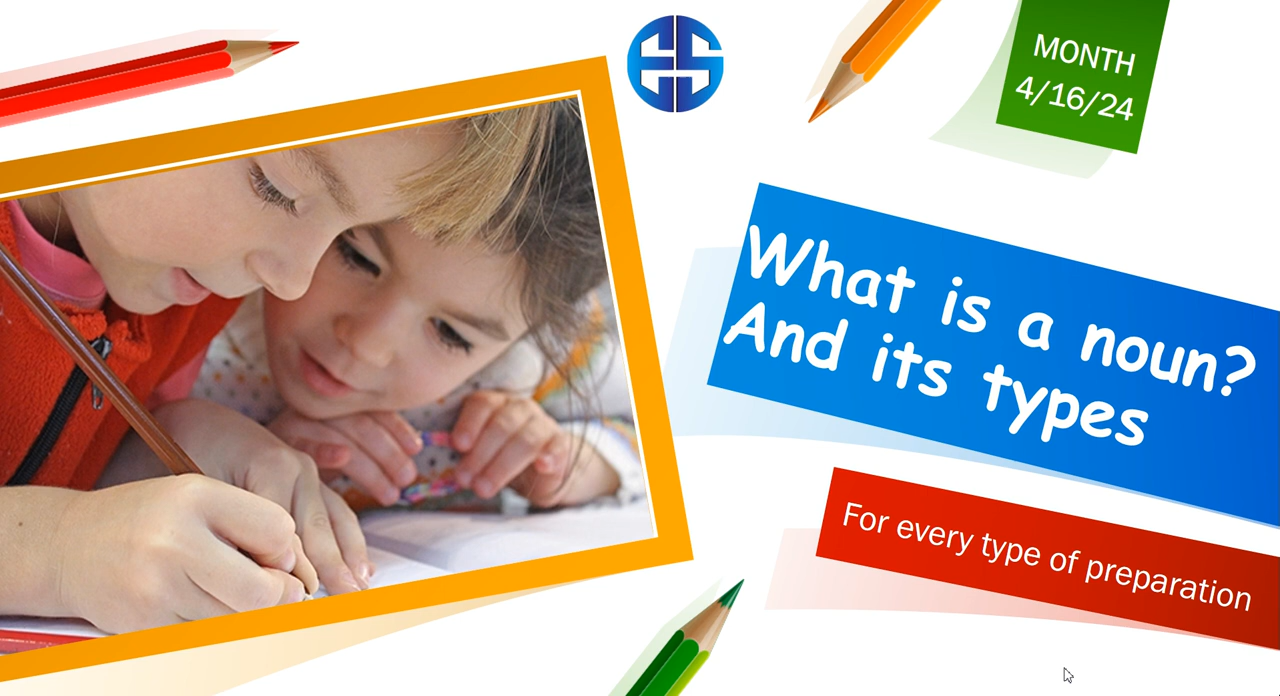 MONTH
4/16/24
What is a noun?
And its types
For every type of preparation